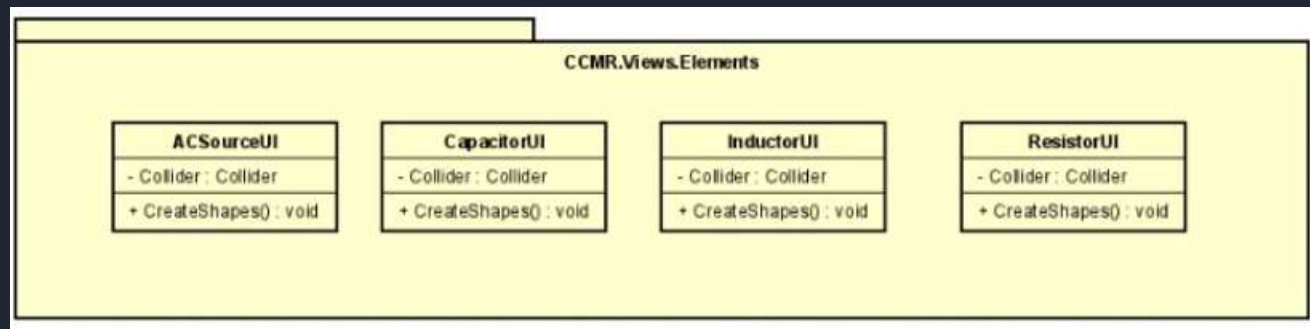 CCMR.Views.Elements
ACSourceUI
- Collider : Collider
+ CreateShapes() : void
CapacitorUI
- Collider : Collider
+ CreateShapes() : void
InductorUI
- Collider : Collider
+ CreateShapes() : void
ResistorUI
- Collider : Collider
+ CreateShapes() : void